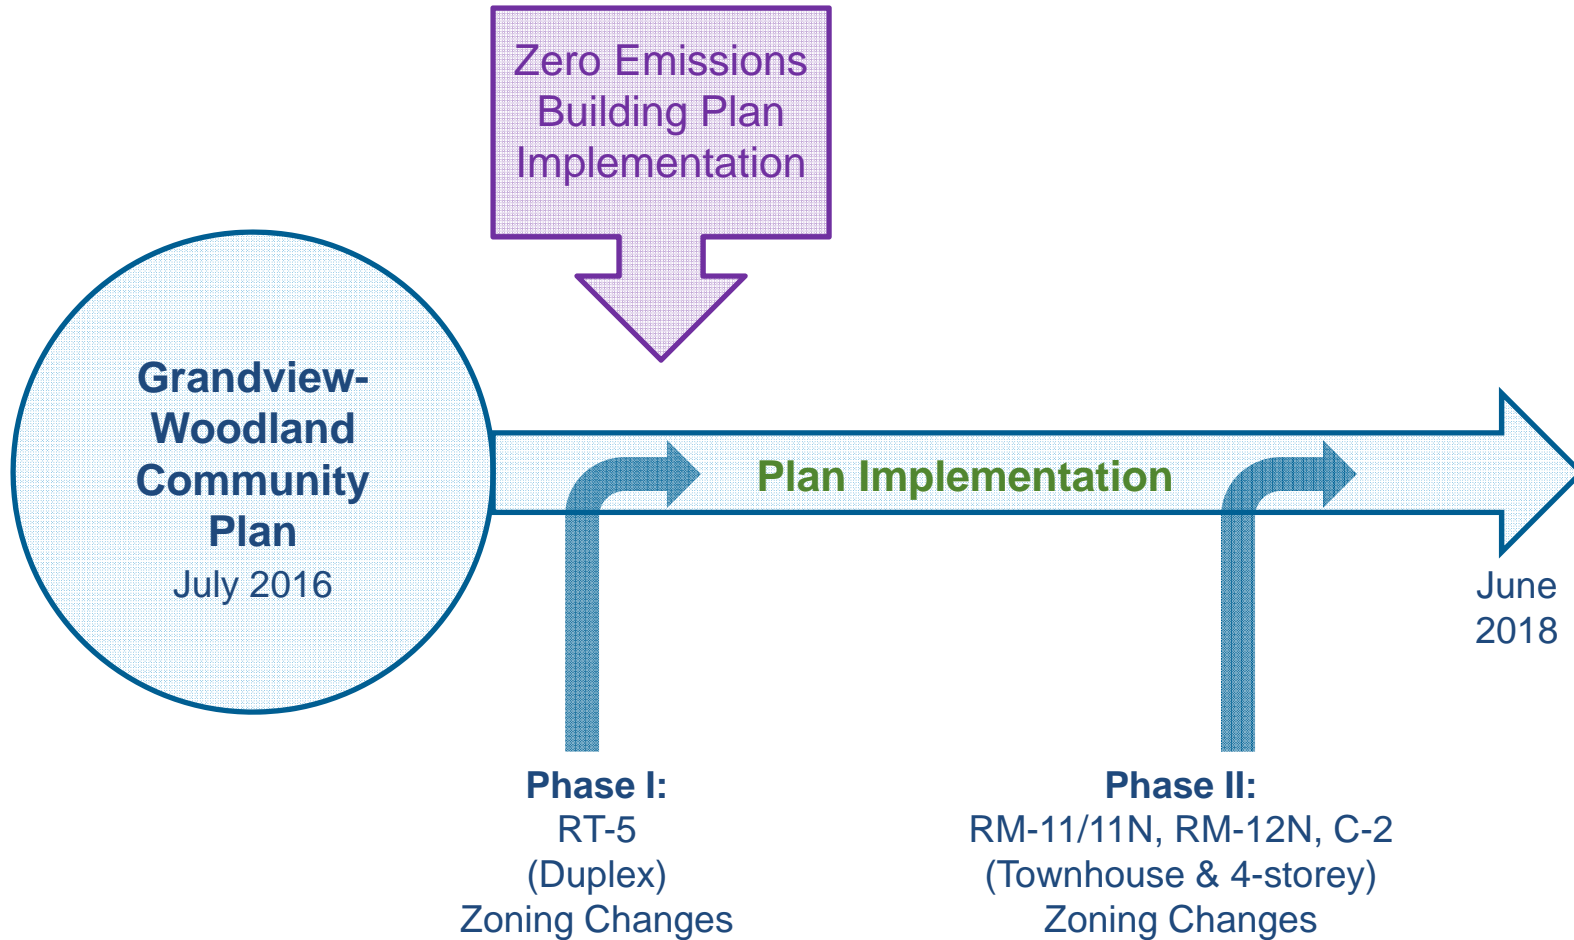 Zero Emissions
Building Plan
Implementation
Grandview-
Woodland
Community
Plan
July 2016
Plan Implementation
June
2018
Phase I:
RT-5
(Duplex)
Zoning Changes
Phase II:
RM-11/11N, RM-12N, C-2
(Townhouse & 4-storey)
Zoning Changes